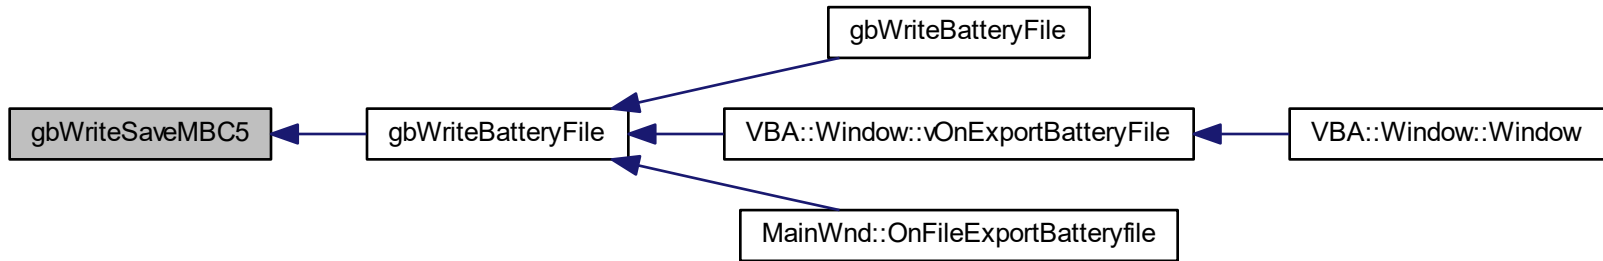 gbWriteBatteryFile
gbWriteSaveMBC5
gbWriteBatteryFile
VBA::Window::vOnExportBatteryFile
VBA::Window::Window
MainWnd::OnFileExportBatteryfile